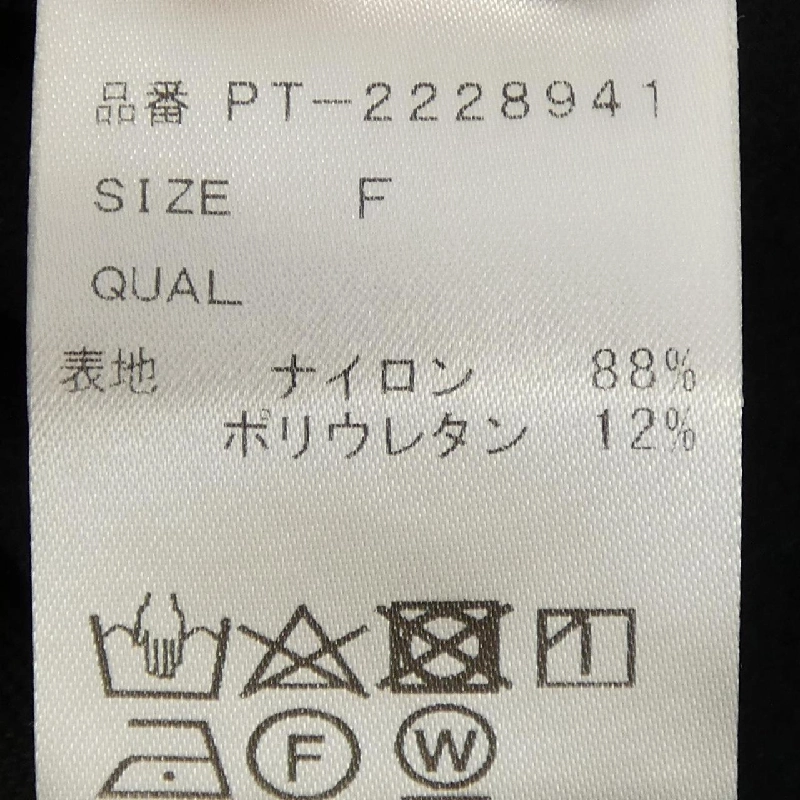 品番 PT-2228941
SIZE F
QUAL
表地 ナイロン 88%
ポリウレタン 12%
F W